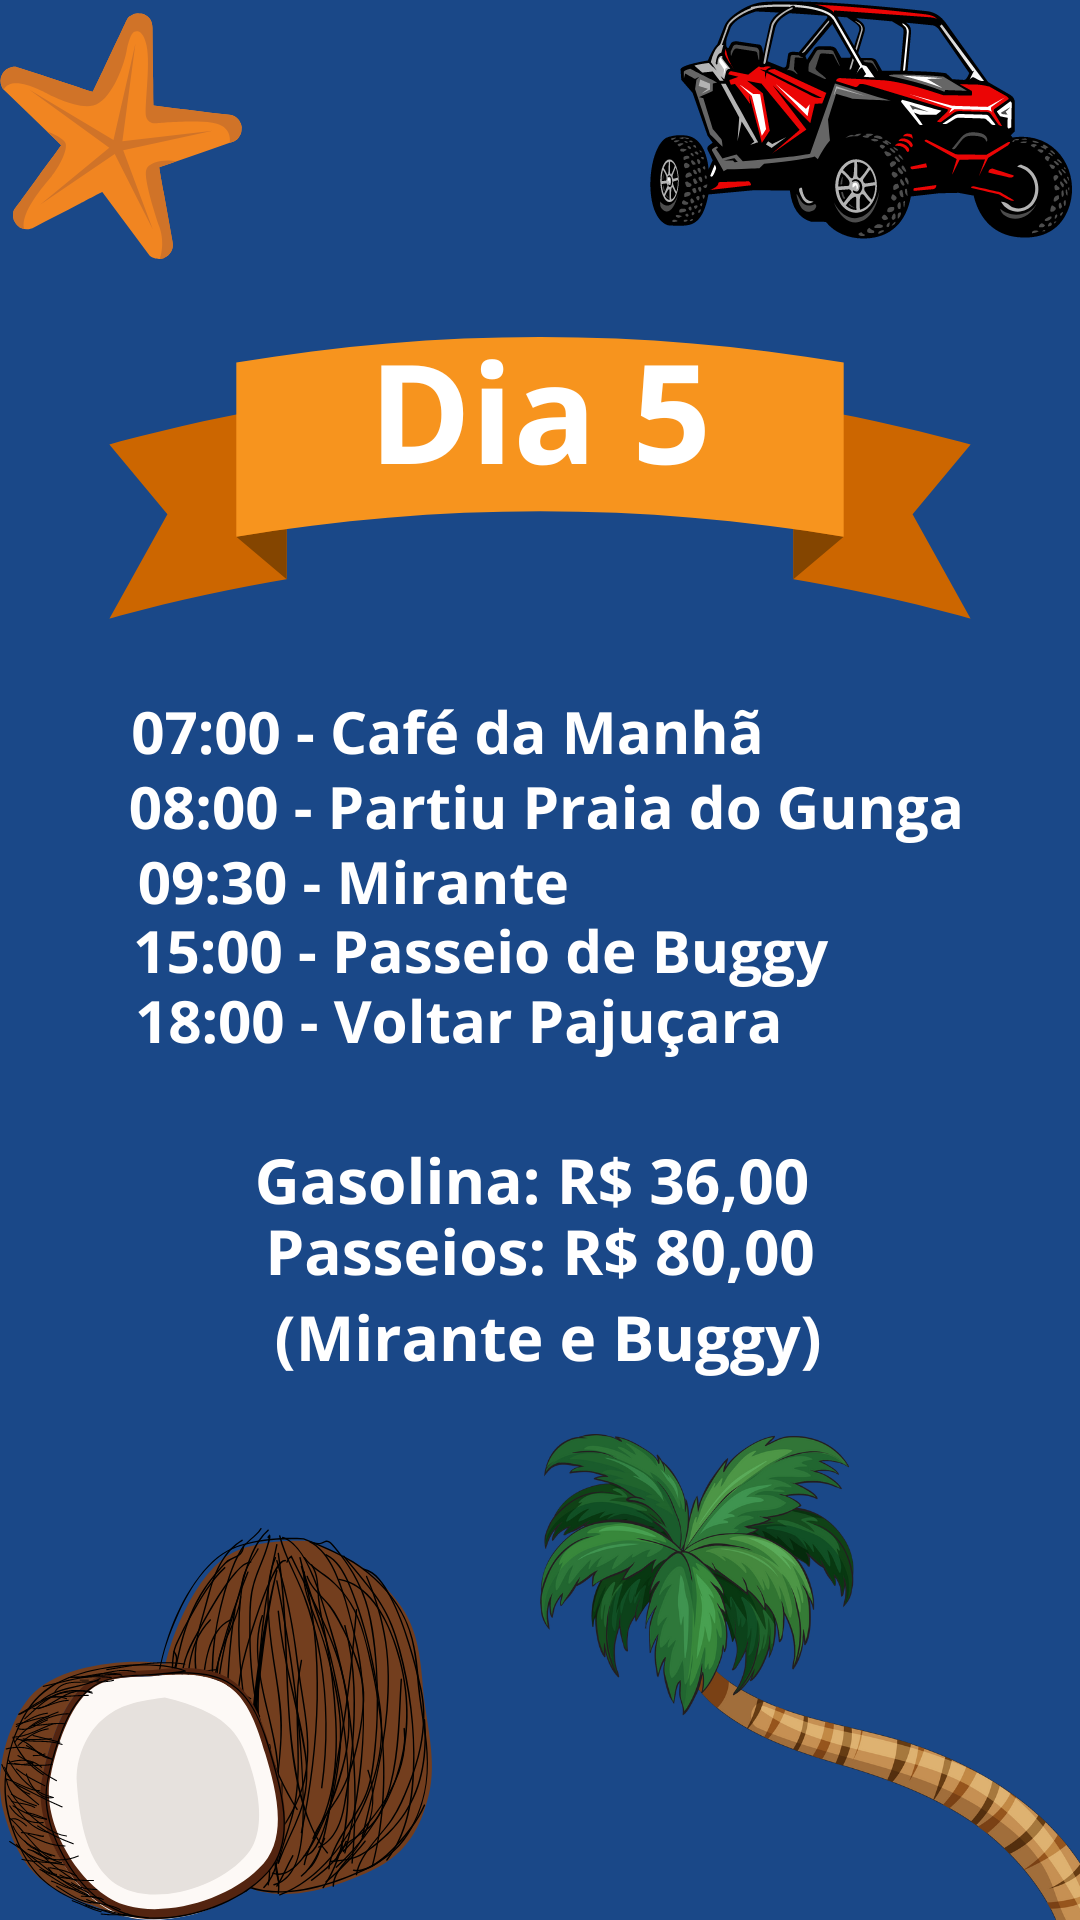 Dia 5
07:00 - Café da Manhã
08:00 - Partiu Praia do Gunga
09:30 - Mirante
15:00 - Passeio de Buggy
18:00 - Voltar Pajuçara
Gasolina: R$ 36,00
Passeios: R$ 80,00
(Mirante e Buggy)